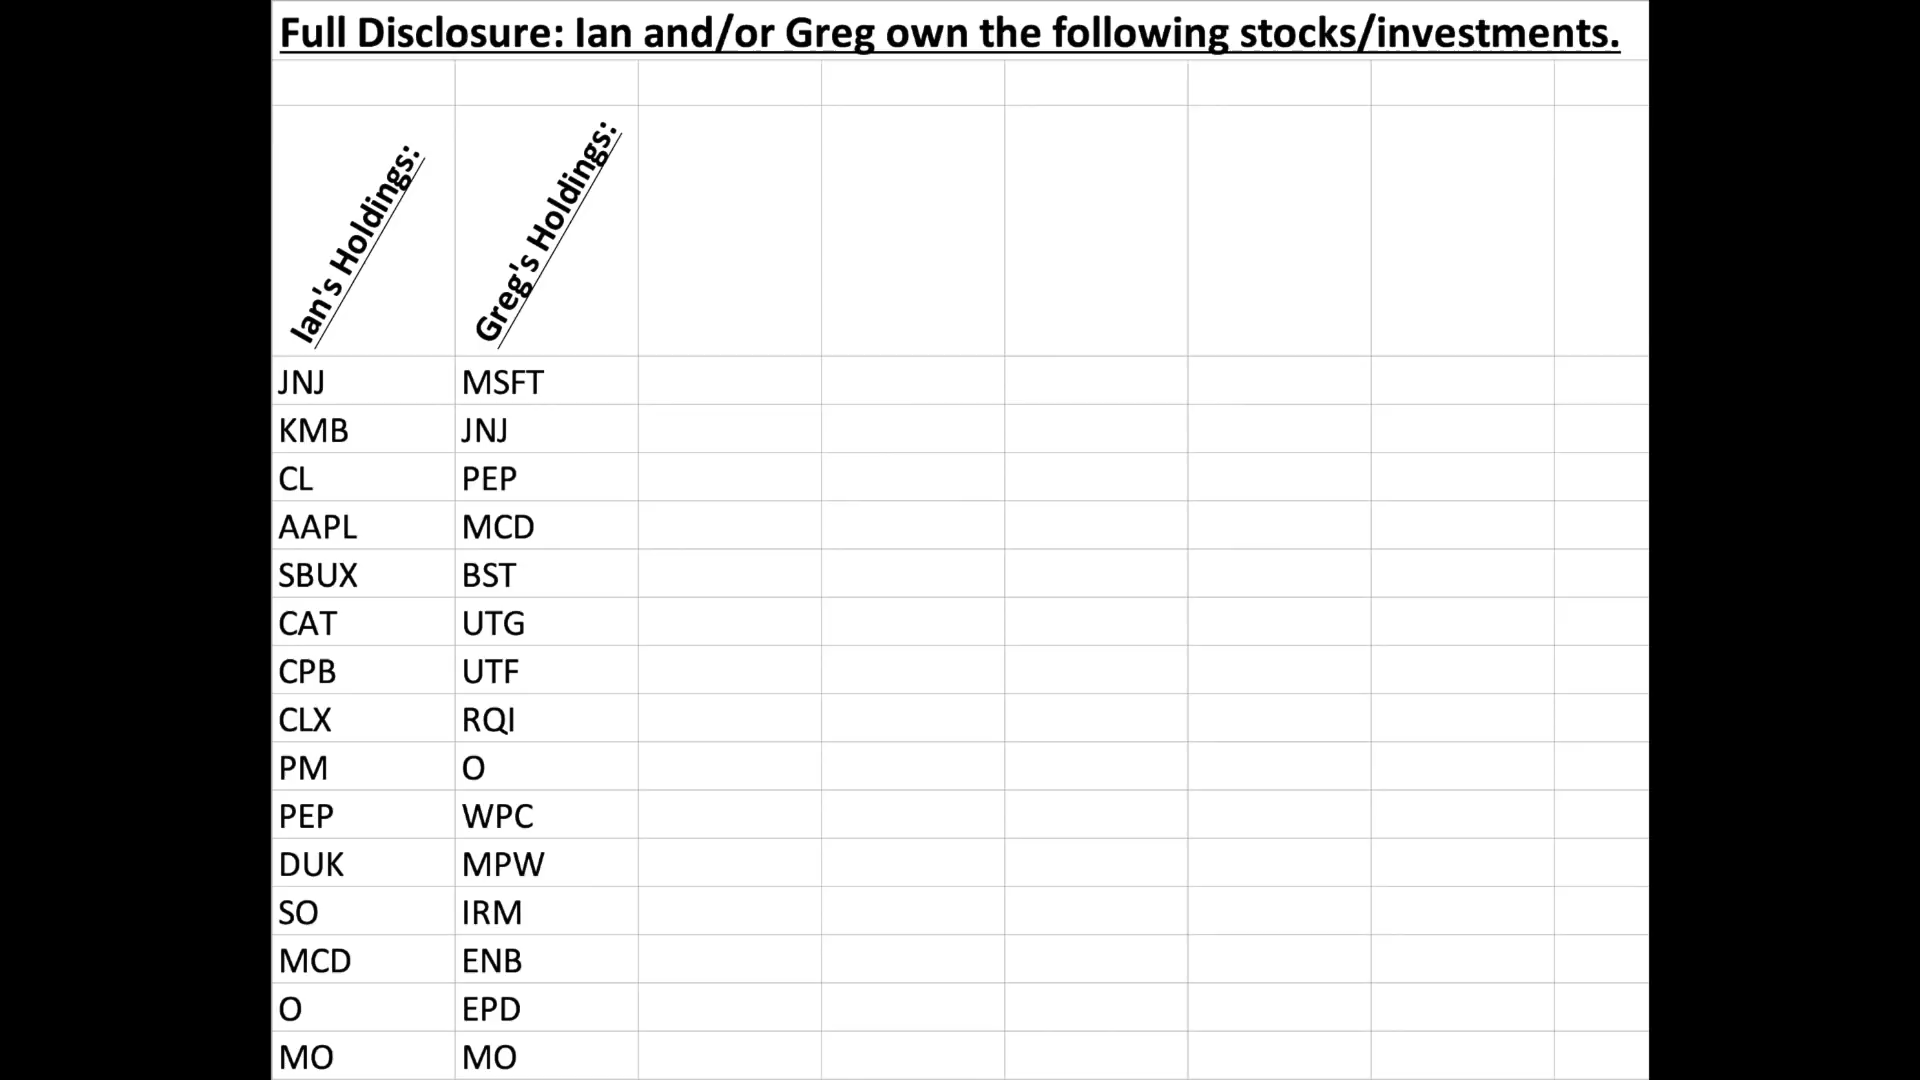 Full Disclosure: Ian and/or Greg own the following stocks/investments.
Ian's Holdings: Greg's Holdings:
JNJ MSFT
KMB JNJ
CL PEP
AAPL MCD
SBUX BST
CAT UTG
CPB UTF
CLX RQI
PM O
PEP WPC
DUK MPW
SO IRM
MCD ENB
O EPD
MO MO